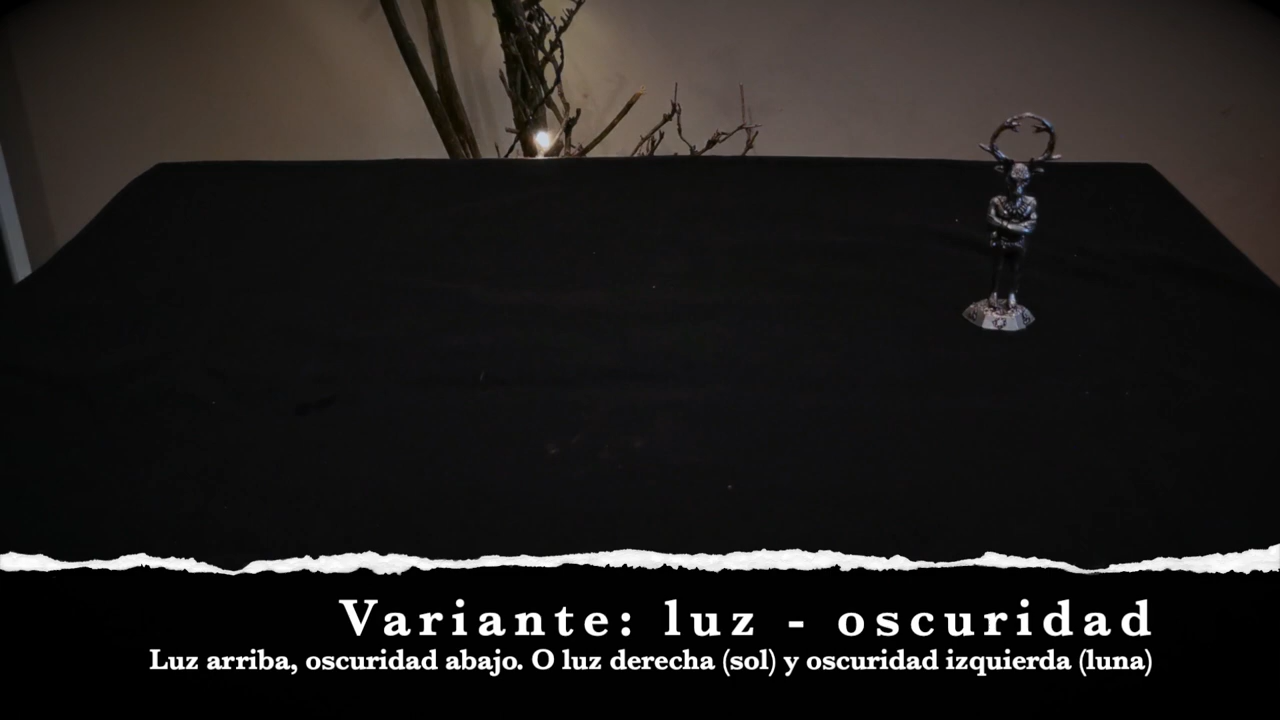 Variante: luz - oscuridad
Luz arriba, oscuridad abajo. O luz derecha (sol) y oscuridad izquierda (luna)